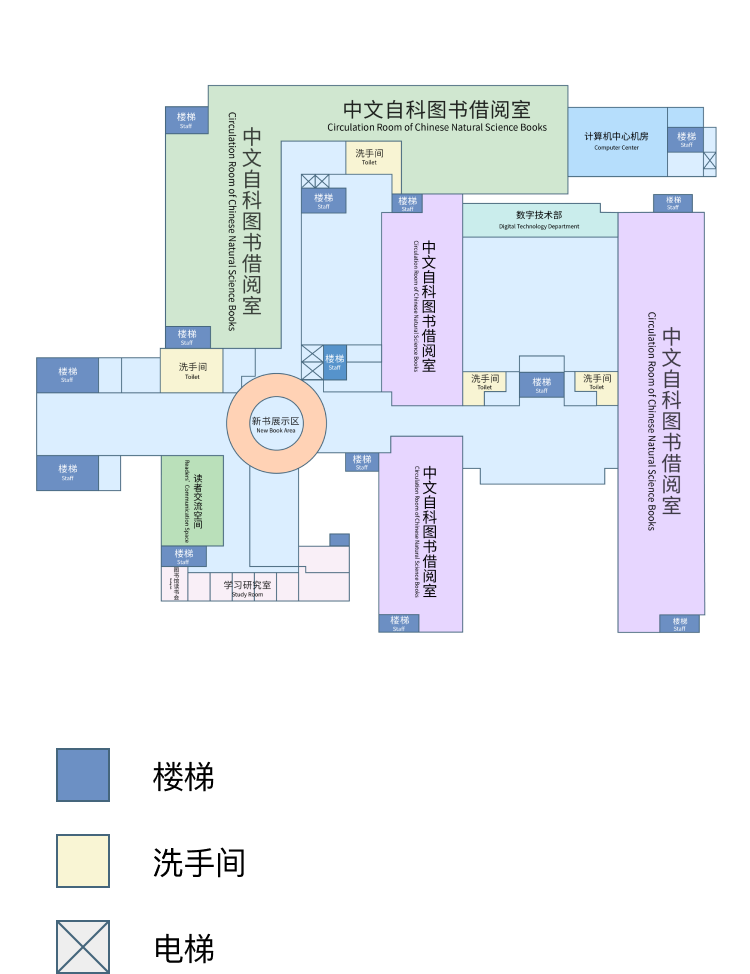 中文自科图书借阅室
Circulation Room of Chinese Natural Science Books
楼梯
Staff
中文自科图书借阅室
Circulation Room of Chinese Natural Science Books
洗手间
Toilet
计算机中心机房
Computer Center
楼梯
Staff
楼梯
Staff
楼梯
Staff
楼梯
Staff
数字技术部
Digital Technology Department
中文自科图书借阅室
Circulation Room of Chinese Natural Science Books
中文自科图书借阅室
Circulation Room of Chinese Natural Science Books
楼梯
Staff
洗手间
Toilet
楼梯
Staff
楼梯
Staff
洗手间
Toilet
楼梯
Staff
洗手间
Toilet
新书展示区
New Book Area
楼梯
Staff
读者交流空间
Readers' Communication Space
楼梯
Staff
中文自科图书借阅室
Circulation Room of Chinese Natural Science Books
楼梯
Staff
图书馆读书会
学习研究室
Study Room
楼梯
Staff
楼梯
Staff
楼梯
洗手间
电梯